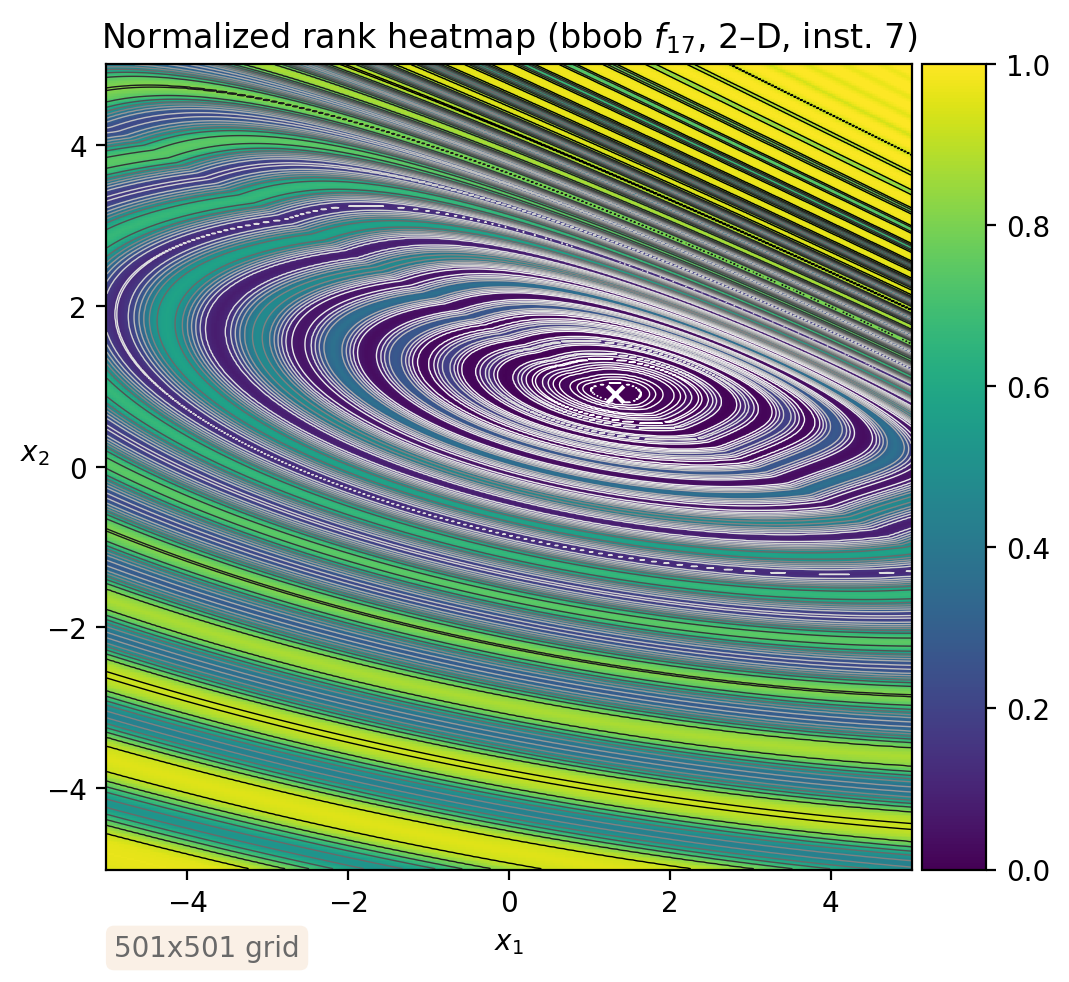 Normalized rank heatmap (bbob f₁₇, 2–D, inst. 7)
1.0
0.8
0.6
0.4
0.2
0.0
4
2
0
−2
−4
x₂
−4 −2 0 2 4
x₁
501x501 grid